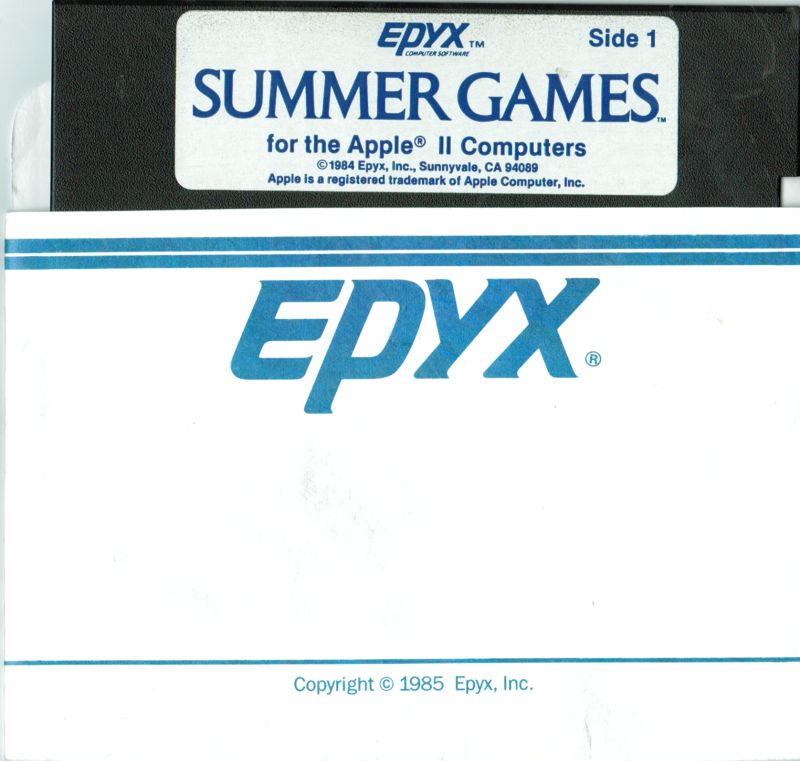 EPYX™ Side 1
COMPUTER SOFTWARE
SUMMER GAMES™
for the Apple® II Computers
©1984 Epyx, Inc., Sunnyvale, CA 94089
Apple is a registered trademark of Apple Computer, Inc.
EPYX®
Copyright © 1985 Epyx, Inc.